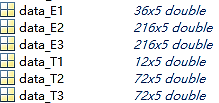 data_E1 36x5 double
data_E2 216x5 double
data_E3 216x5 double
data_T1 12x5 double
data_T2 72x5 double
data_T3 72x5 double